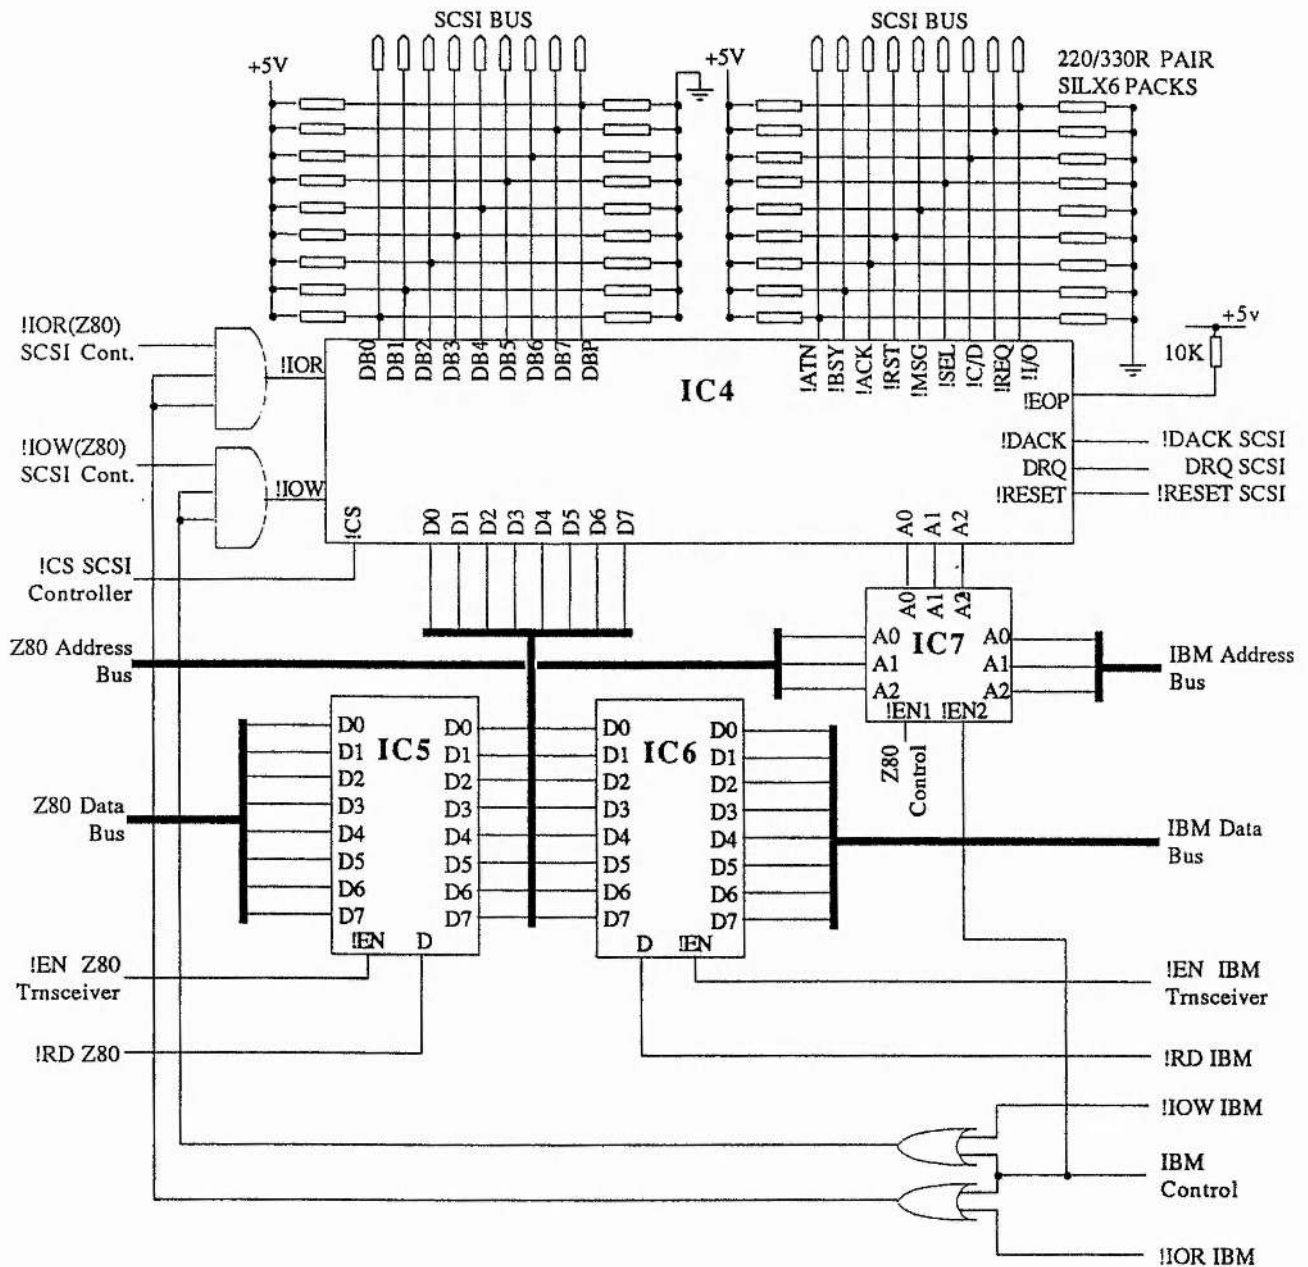 SCSI BUS
SCSI BUS
+5V
+5V
220/330R PAIR
SILX6 PACKS
!IOR(Z80)
SCSI Cont.
!IOR
DB0
DB1
DB2
DB3
DB4
DB5
DB6
DB7
DBP
!ATN
!BSY
!ACK
!RST
!MSG
!SEL
!C/D
!REQ
!I/O
+5v
10K
IC4
!EOP
!IOW(Z80)
SCSI Cont.
!IOW
!DACK
!DACK SCSI
DRQ
DRQ SCSI
!RESET
!RESET SCSI
!CS
D0
D1
D2
D3
D4
D5
D6
D7
A0
A1
A2
!CS SCSI
Controller
A0
A1
A2
IC7
A0
A1
A2
A0
A1
A2
!EN1
!EN2
Z80 Address
Bus
IBM Address
Bus
Z80
Control
IC5
D0
D1
D2
D3
D4
D5
D6
D7
D0
D1
D2
D3
D4
D5
D6
D7
!EN
D
IC6
D0
D1
D2
D3
D4
D5
D6
D7
D0
D1
D2
D3
D4
D5
D6
D7
D
!EN
Z80 Data
Bus
IBM Data
Bus
!EN Z80
Trnsceiver
!EN IBM
Trnsceiver
!RD Z80
!RD IBM
!IOW IBM
IBM
Control
!IOR IBM